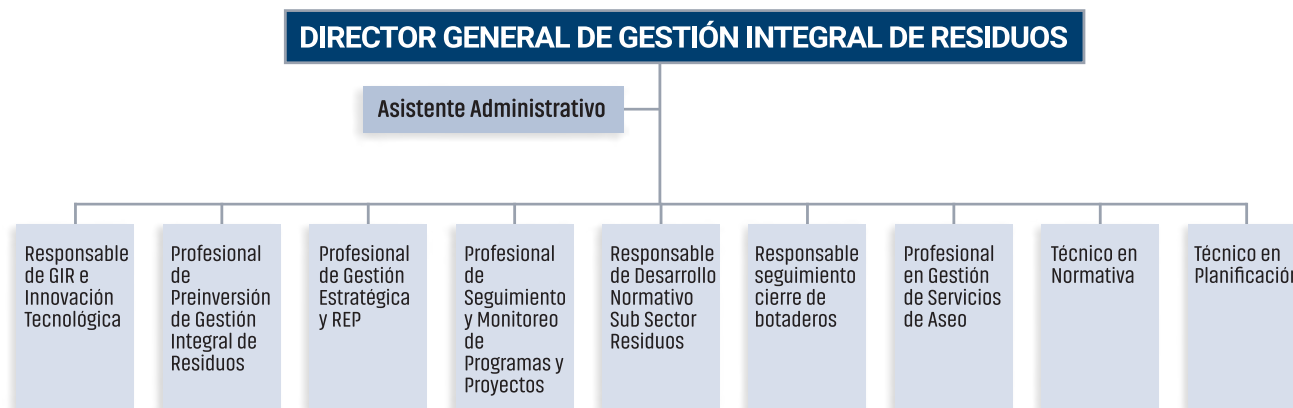 DIRECTOR GENERAL DE GESTIÓN INTEGRAL DE RESIDUOS
Asistente Administrativo
Responsable
de GIR e
Innovación
Tecnológica
Profesional
de
Preinversión
de Gestión
Integral de
Residuos
Profesional
de Gestión
Estratégica
y REP
Profesional
de
Seguimiento
y Monitoreo
de
Programas y
Proyectos
Responsable
de Desarrollo
Normativo
Sub Sector
Residuos
Responsable
seguimiento
cierre de
botaderos
Profesional
en Gestión
de Servicios
de Aseo
Técnico en
Normativa
Técnico en
Planificación